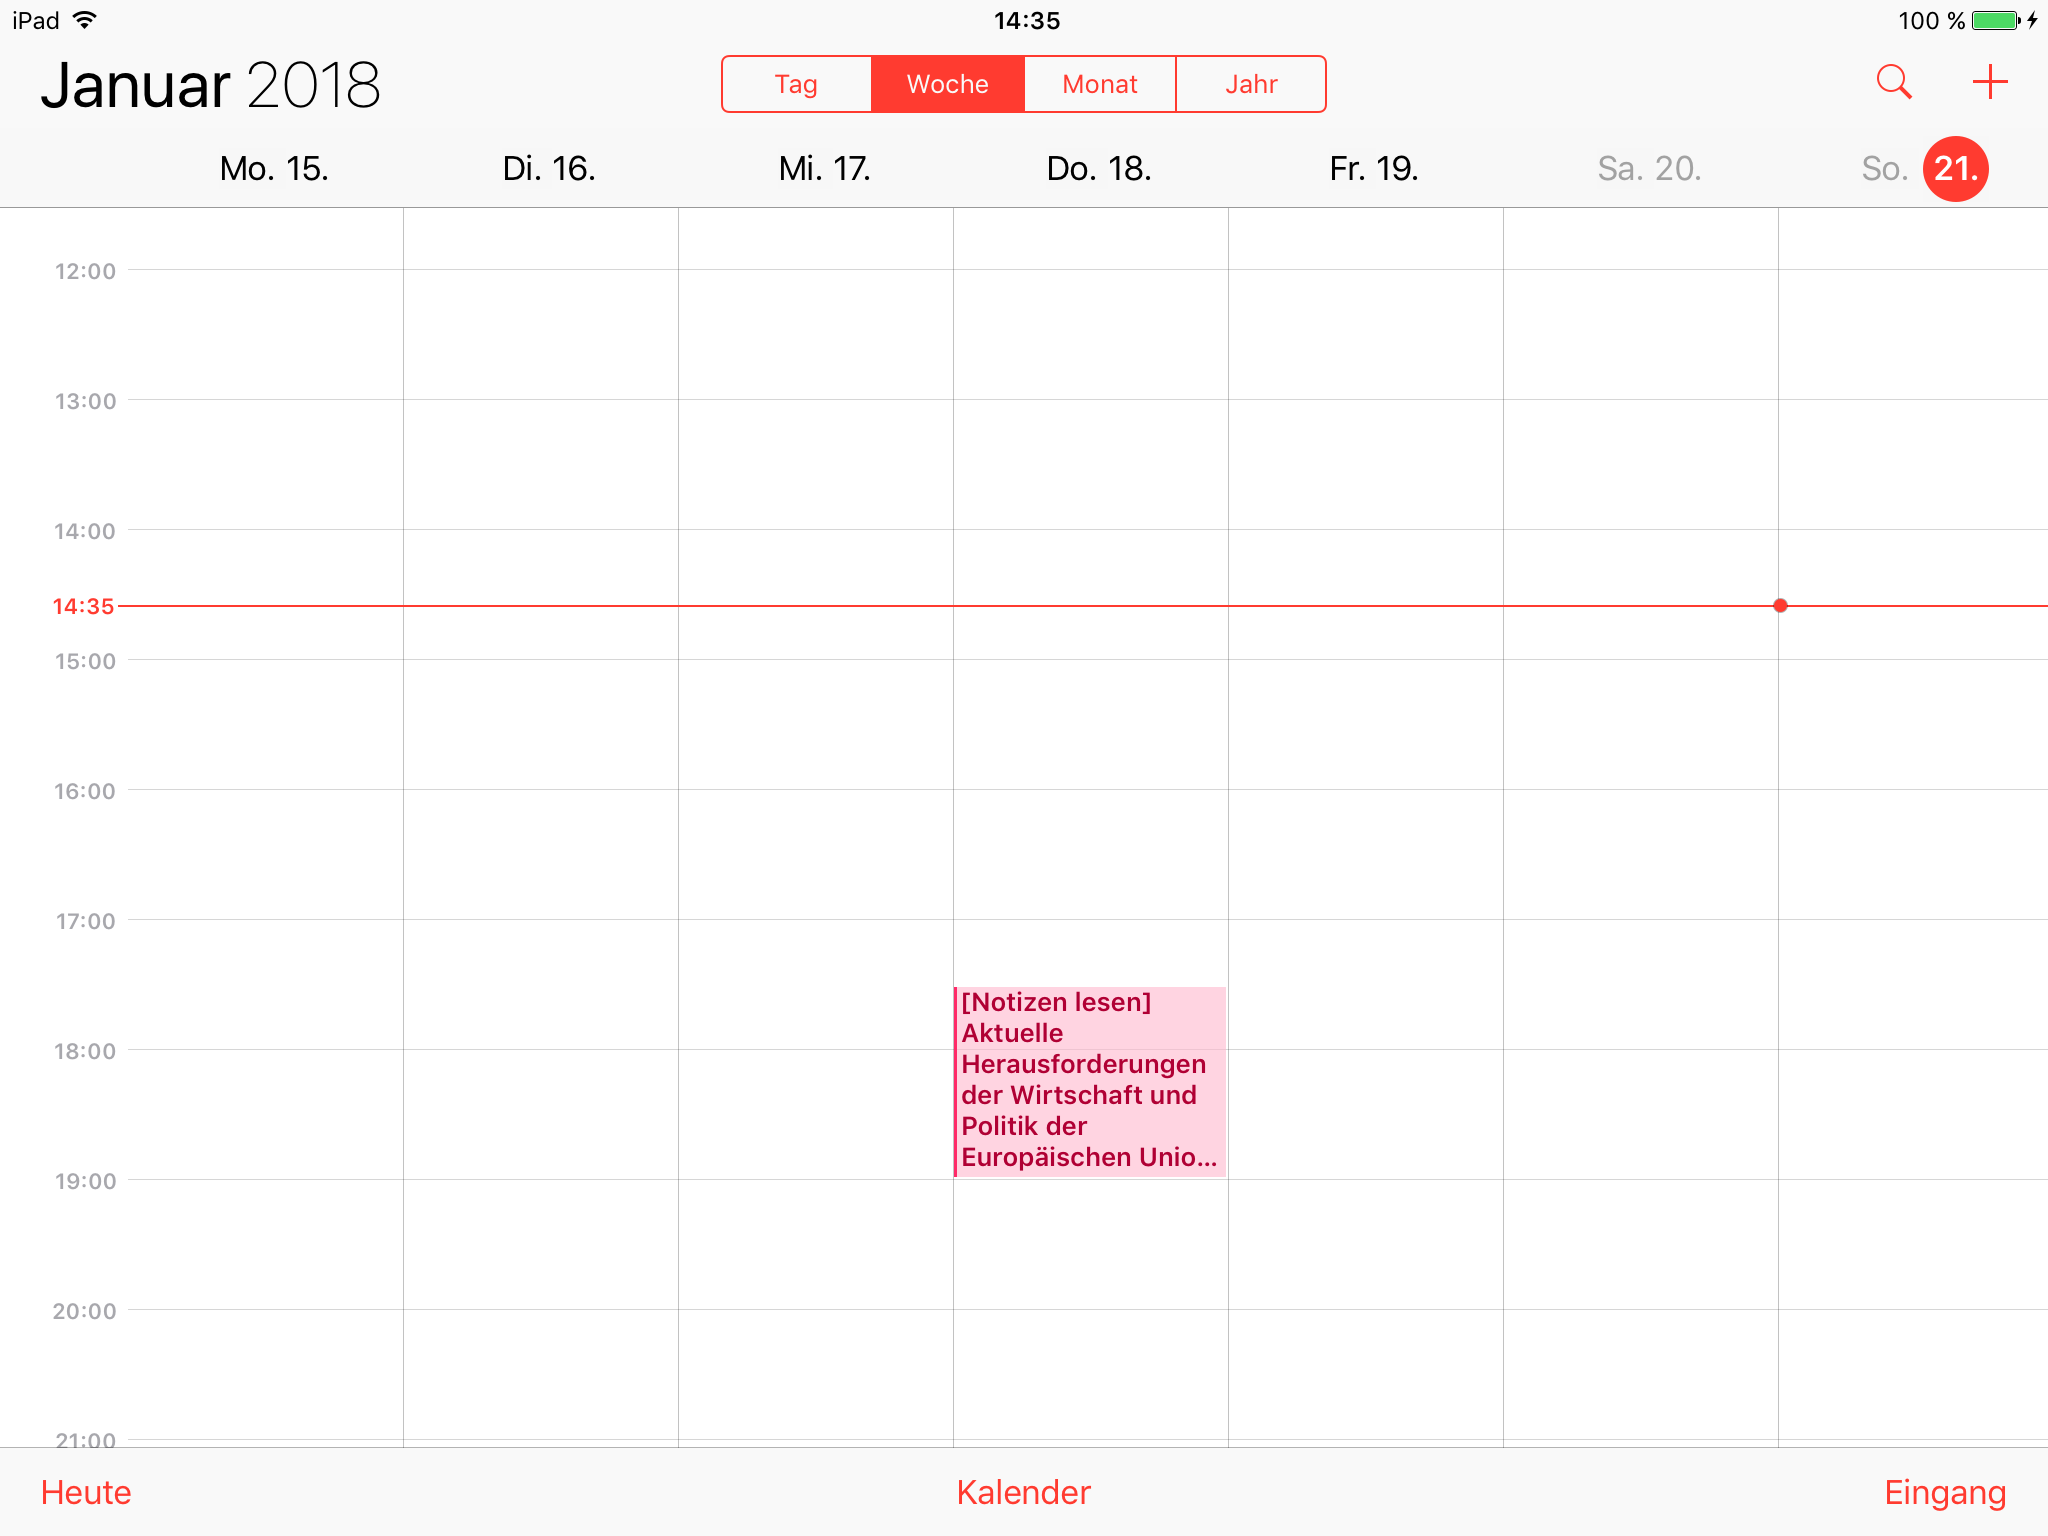 iPad 14:35 100 %
Januar 2018 Tag Woche Monat Jahr
Mo. 15. Di. 16. Mi. 17. Do. 18. Fr. 19. Sa. 20. So. 21.
12:00
13:00
14:00
14:35
15:00
16:00
17:00
[Notizen lesen]
Aktuelle
18:00
Herausforderungen
der Wirtschaft und
Politik der
Europäischen Unio...
19:00
20:00
21:00
Heute Kalender Eingang